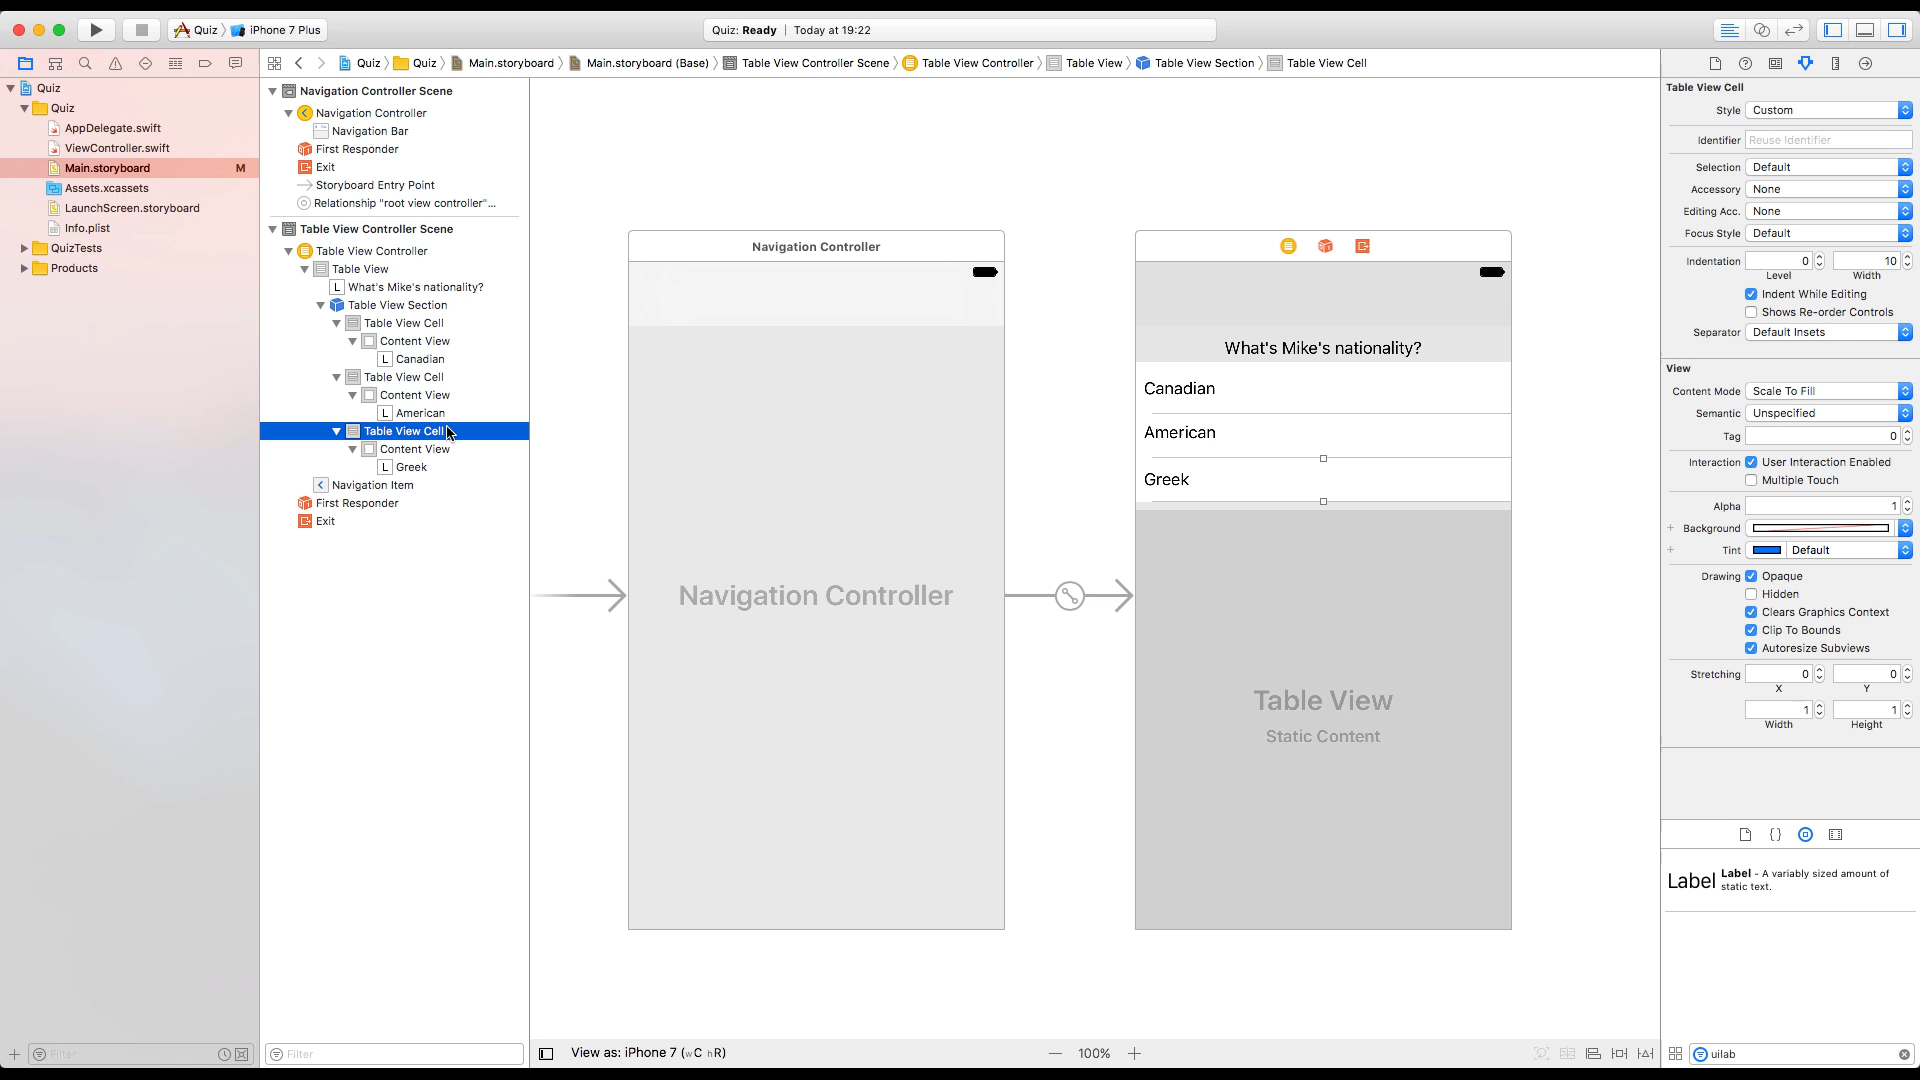 Quiz
iPhone 7 Plus
Quiz: Ready
Today at 19:22
Quiz
Quiz
Main.storyboard
Main.storyboard (Base)
Table View Controller Scene
Table View Controller
Table View
Table View Section
Table View Cell
Quiz
Quiz
AppDelegate.swift
ViewController.swift
Main.storyboard M
Assets.xcassets
LaunchScreen.storyboard
Info.plist
QuizTests
Products
Filter
Navigation Controller Scene
Navigation Controller
Navigation Bar
First Responder
Exit
Storyboard Entry Point
Relationship "root view controller"...
Table View Controller Scene
Table View Controller
Table View
L What's Mike's nationality?
Table View Section
Table View Cell
Content View
L Canadian
Table View Cell
Content View
L American
Table View Cell
Content View
L Greek
Navigation Item
First Responder
Exit
Filter
Navigation Controller
Navigation Controller
What's Mike's nationality?
Canadian
American
Greek
Table View
Static Content
View as: iPhone 7 (wC hR)
— 100% +
Table View Cell
Style Custom
Identifier Reuse Identifier
Selection Default
Accessory None
Editing Acc. None
Focus Style Default
Indentation 0 10
Level Width
Indent While Editing
Shows Re-order Controls
Separator Default Insets
View
Content Mode Scale To Fill
Semantic Unspecified
Tag 0
Interaction User Interaction Enabled
Multiple Touch
Alpha 1
+ Background
+ Tint Default
Drawing Opaque
Hidden
Clears Graphics Context
Clip To Bounds
Autoresize Subviews
Stretching 0 0
X Y
1 1
Width Height
{}
Label
Label - A variably sized amount of
static text.
uilab